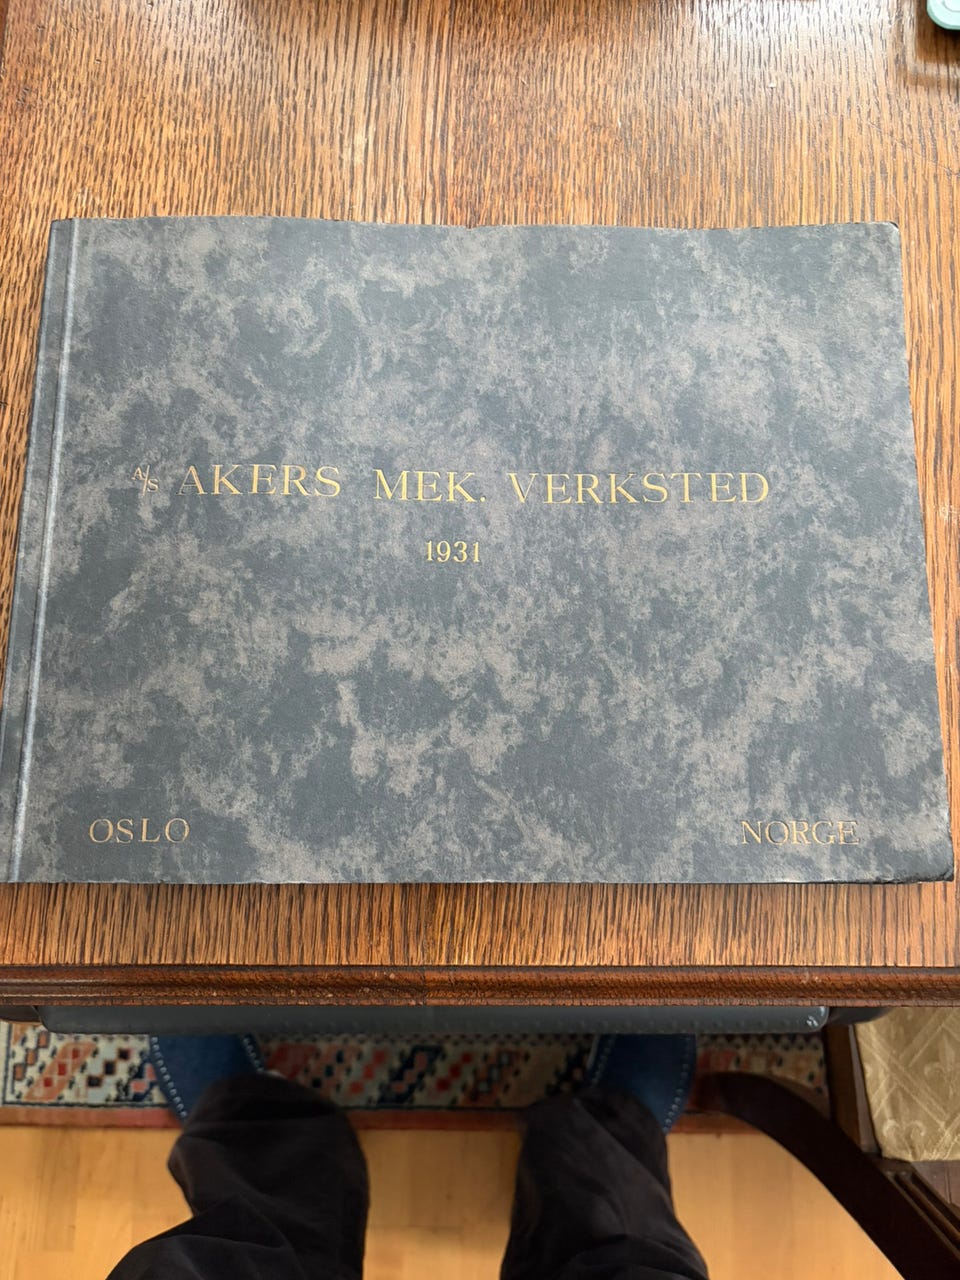 A/S AKERS MEK. VERKSTED
1931
OSLO NORGE